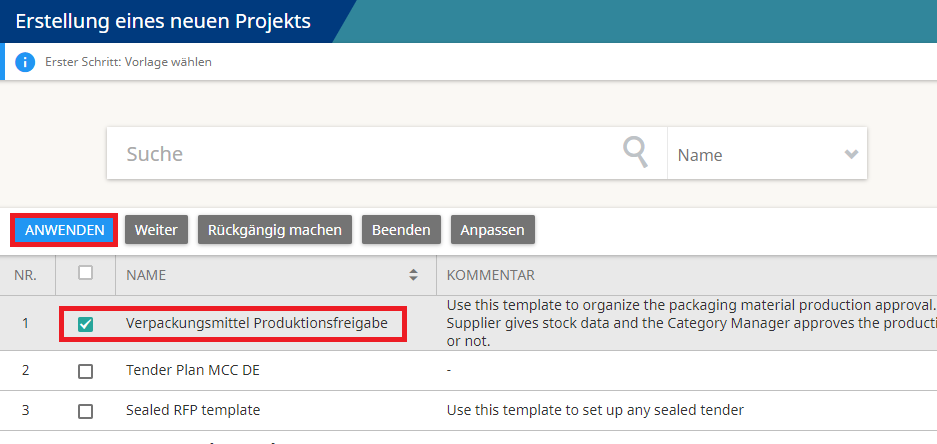 Erstellung eines neuen Projekts
Erster Schritt: Vorlage wählen
Suche
Name
ANWENDEN Weiter Rückgängig machen Beenden Anpassen
NR. NAME KOMMENTAR
1 Verpackungsmittel Produktionsfreigabe
Use this template to organize the packaging material production approval.
Supplier gives stock data and the Category Manager approves the producti
or not.
2 Tender Plan MCC DE -
3 Sealed RFP template Use this template to set up any sealed tender